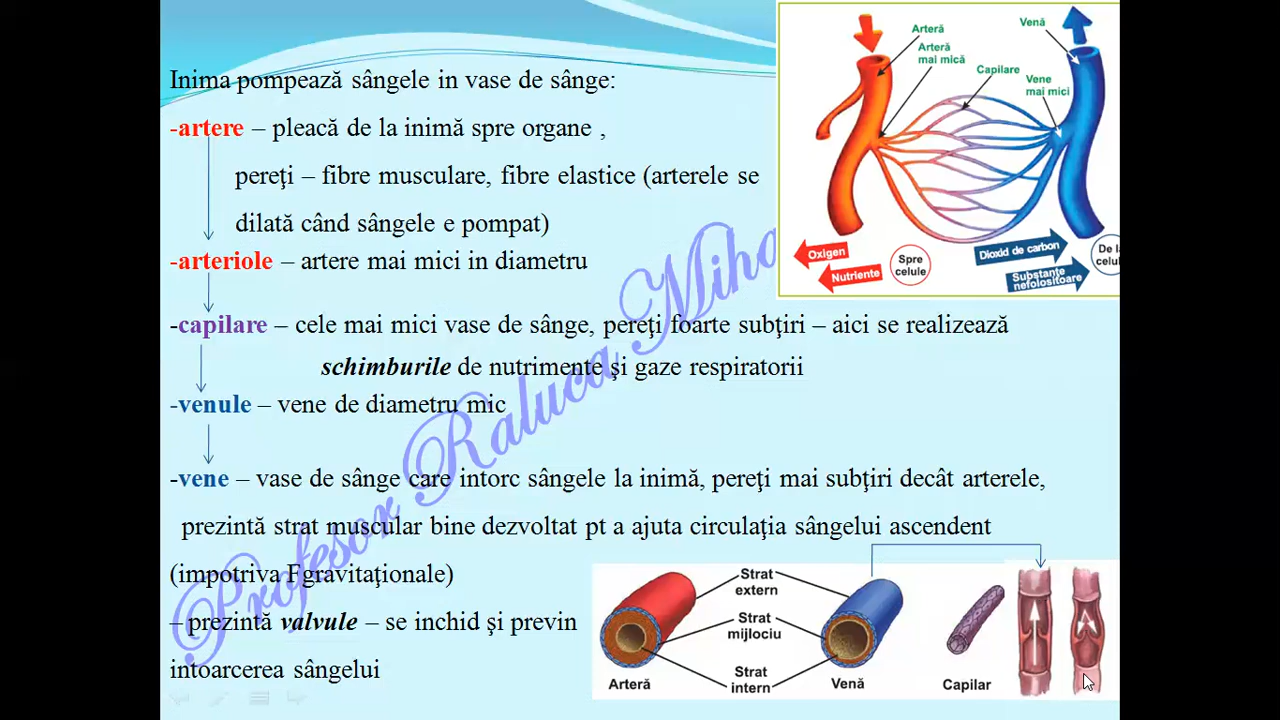 Inima pompează sângele in vase de sânge:
-artere – pleacă de la inimă spre organe ,
pereţi – fibre musculare, fibre elastice (arterele se
dilată când sângele e pompat)
-arteriole – artere mai mici in diametru
-capilare – cele mai mici vase de sânge, pereţi foarte subţiri – aici se realizează
schimburile de nutrimente şi gaze respiratorii
-venule – vene de diametru mic
-vene – vase de sânge care intorc sângele la inimă, pereţi mai subţiri decât arterele,
prezintă strat muscular bine dezvoltat pt a ajuta circulaţia sângelui ascendent
(impotriva Fgravitaţionale)
– prezintă valvule – se inchid şi previn
intoarcerea sângelui
Arteră
Arteră
mai mică
Capilare
Venă
Vene
mai mici
Oxigen
Nutriente
Spre
celule
Dioxid de carbon
Substanţe
nefolositoare
De la
celul
Strat
extern
Strat
mijlociu
Strat
intern
Arteră
Venă
Capilar
Profesor Raluca Miha